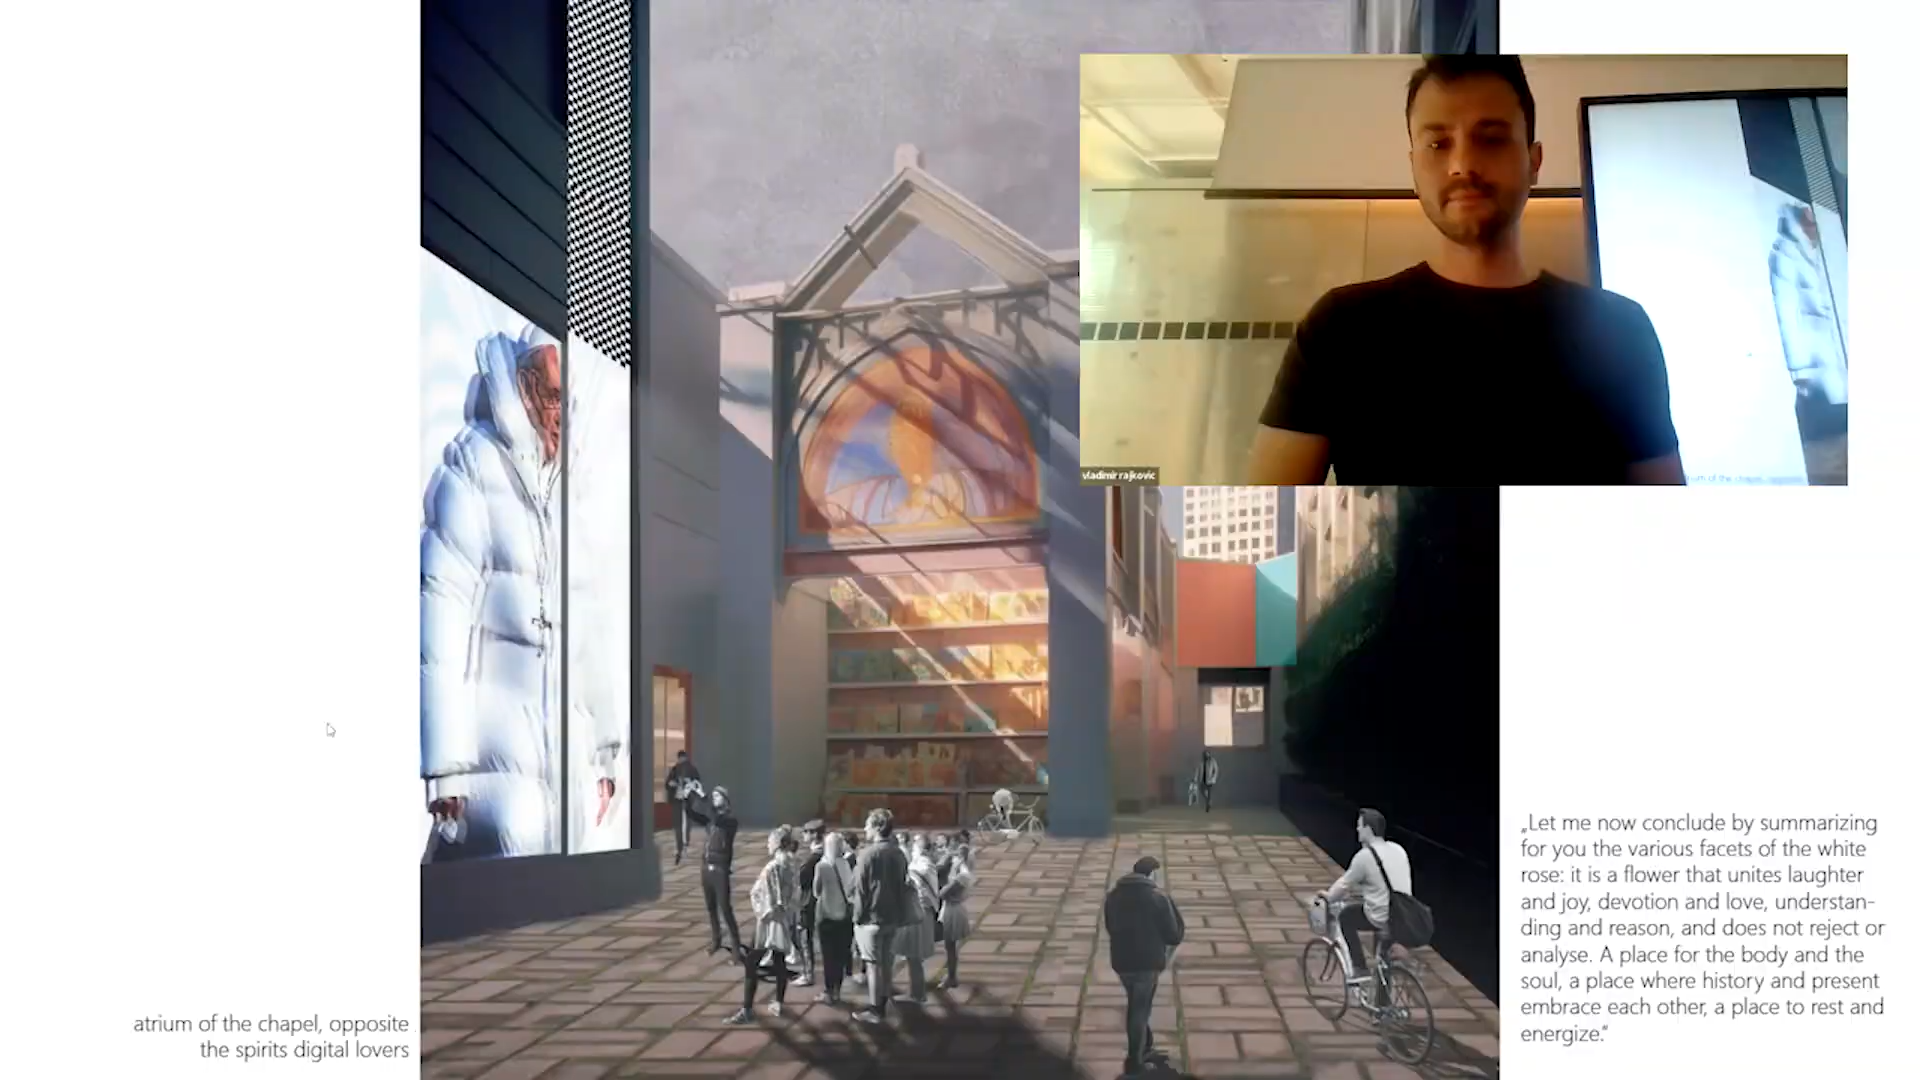 vladimir rajkovic
„Let me now conclude by summarizing
for you the various facets of the white
rose: it is a flower that unites laughter
and joy, devotion and love, understan-
ding and reason, and does not reject or
analyse. A place for the body and the
soul, a place where history and present
embrace each other, a place to rest and
energize.“
atrium of the chapel, opposite
the spirits digital lovers